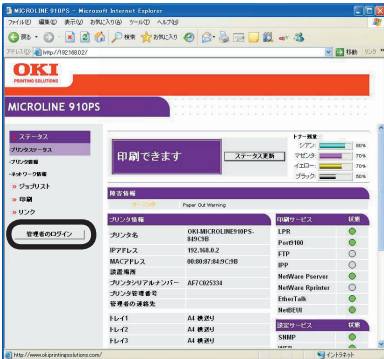 MICROLINE 910PS - Microsoft Internet Explorer
ファイル(F) 編集(E) 表示(V) お気に入り(A) ツール(T) ヘルプ(H)
戻る 検索 お気に入り
アドレス(D) http://192.168.0.2/ 移動 リンク »
OKI
PRINTING SOLUTIONS
MICROLINE 910PS
ステータス
プリンタステータス
プリンタ情報
ネットワーク情報
ジョブリスト
印刷
リンク
管理者のログイン
印刷できます
ステータス更新
トナー残量
シアン: 80%
マゼンタ: 70%
イエロー: 70%
ブラック: 50%
障害情報
ワーニング Paper Out Warning
プリンタ情報
プリンタ名 OKI-MICROLINE910PS-849C9B
IPアドレス 192.168.0.2
MACアドレス 00:80:87:84:9C:9B
設置場所
プリンタシリアルナンバー AF7C025334
プリンタ管理番号
管理者の連絡先
トレイ1 A4 横送り
トレイ2 A4 横送り
トレイ3 A4 横送り
印刷サービス 状態
LPR
Port9100
FTP
IPP
NetWare Pserver
NetWare Rprinter
EtherTalk
NetBEUI
設定サービス 状態
SNMP
WEB
http://www.okiprintingsolutions.com/ イントラネット